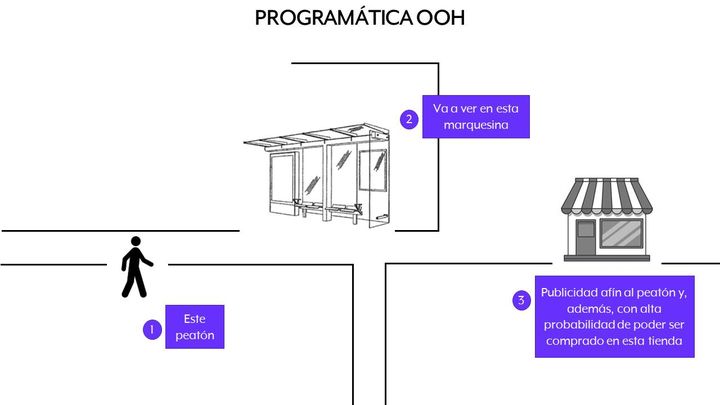 PROGRAMÁTICA OOH
1
Este
peatón
2
Va a ver en esta
marquesina
3
Publicidad afín al peatón y,
además, con alta
probabilidad de poder ser
comprado en esta tienda